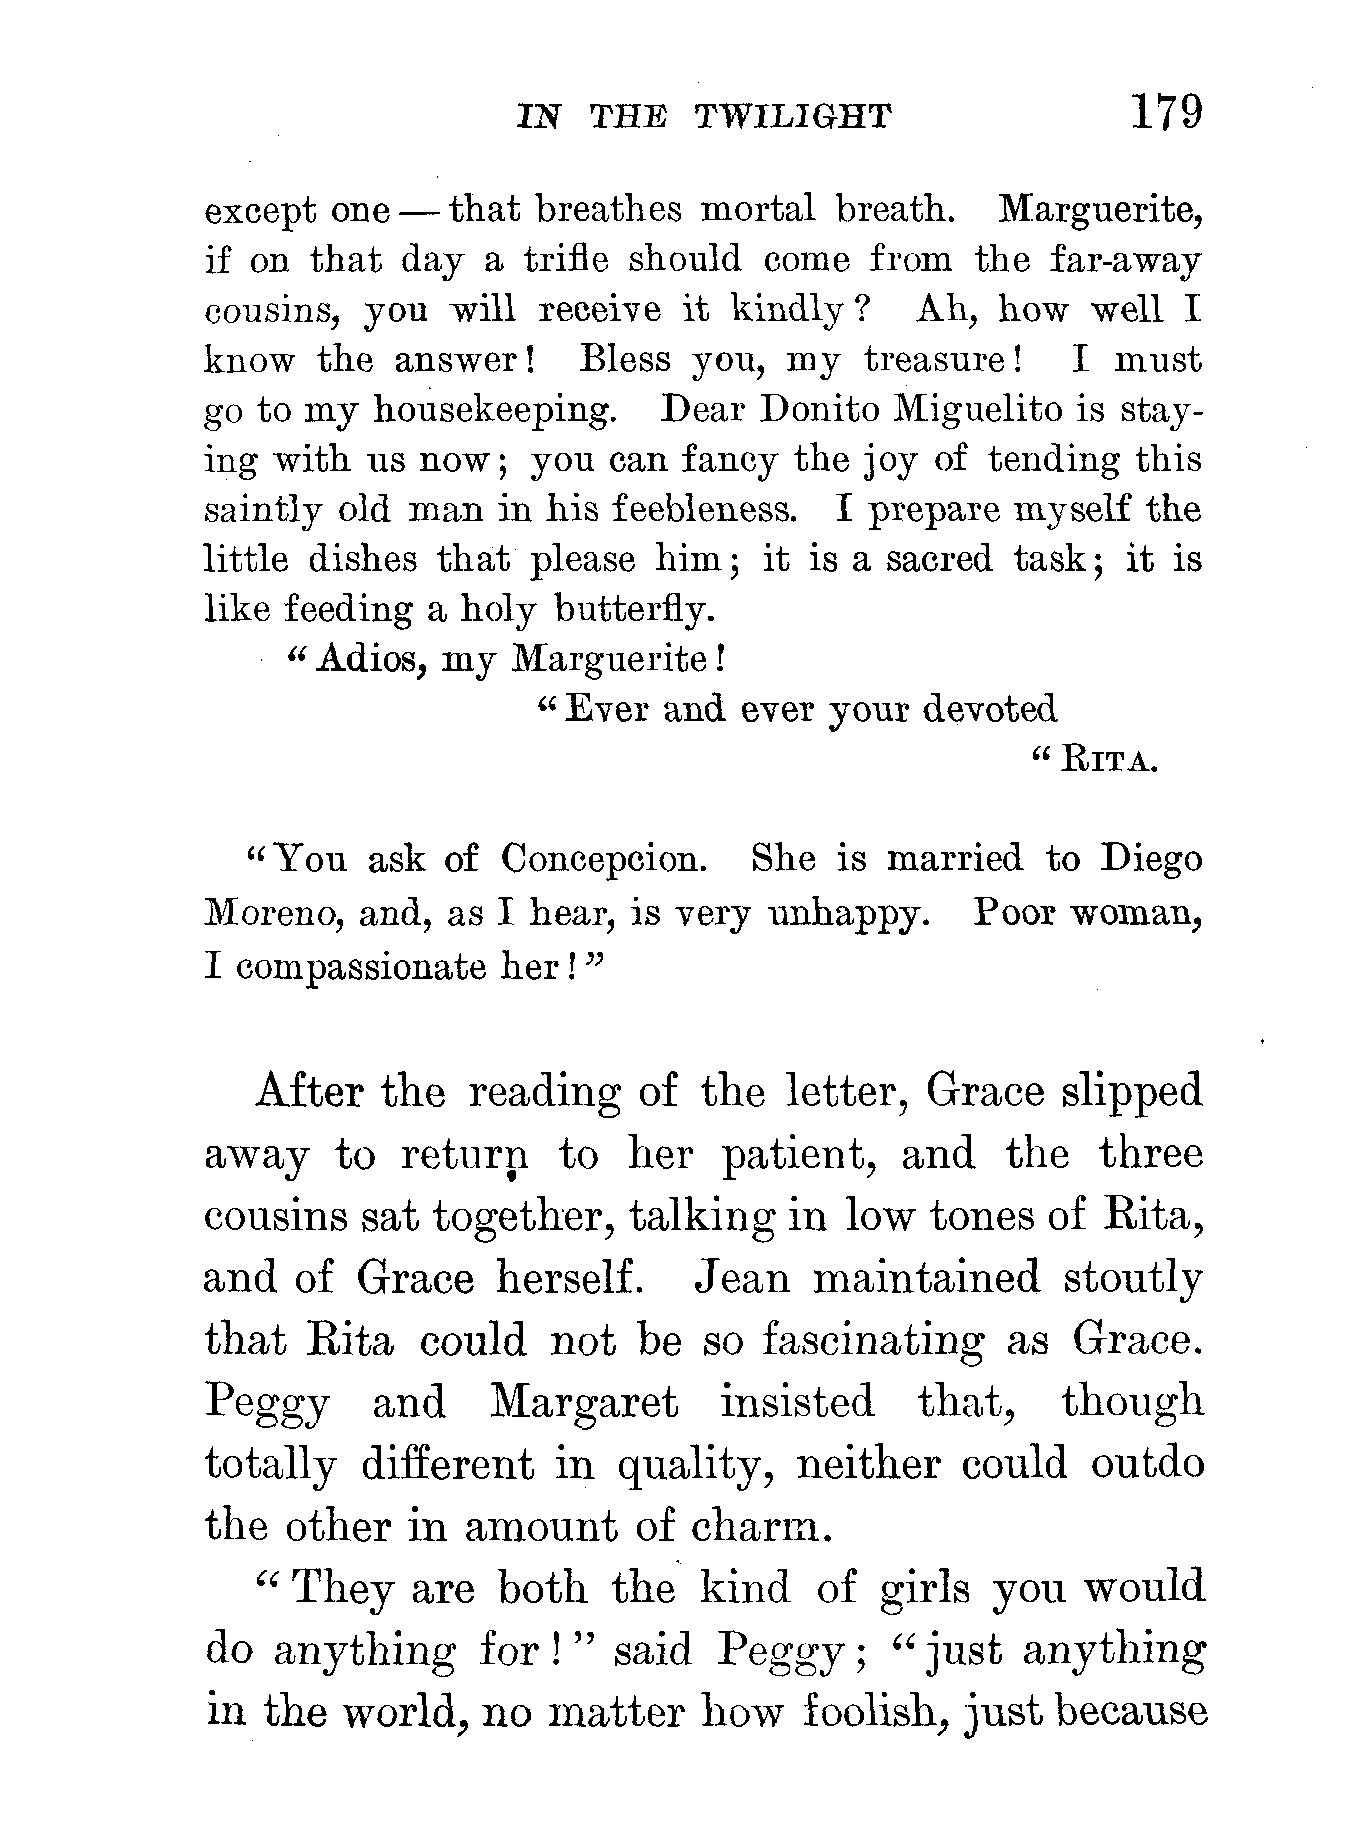 IN THE TWILIGHT 179
except one — that breathes mortal breath. Marguerite,
if on that day a trifle should come from the far-away
cousins, you will receive it kindly? Ah, how well I
know the answer! Bless you, my treasure! I must
go to my housekeeping. Dear Donito Miguelito is stay-
ing with us now; you can fancy the joy of tending this
saintly old man in his feebleness. I prepare myself the
little dishes that please him; it is a sacred task; it is
like feeding a holy butterfly.
“Adios, my Marguerite!
“Ever and ever your devoted
“RITA.
“You ask of Concepcion. She is married to Diego
Moreno, and, as I hear, is very unhappy. Poor woman,
I compassionate her!”
After the reading of the letter, Grace slipped
away to return to her patient, and the three
cousins sat together, talking in low tones of Rita,
and of Grace herself. Jean maintained stoutly
that Rita could not be so fascinating as Grace.
Peggy and Margaret insisted that, though
totally different in quality, neither could outdo
the other in amount of charm.
“They are both the kind of girls you would
do anything for!” said Peggy; “just anything
in the world, no matter how foolish, just because